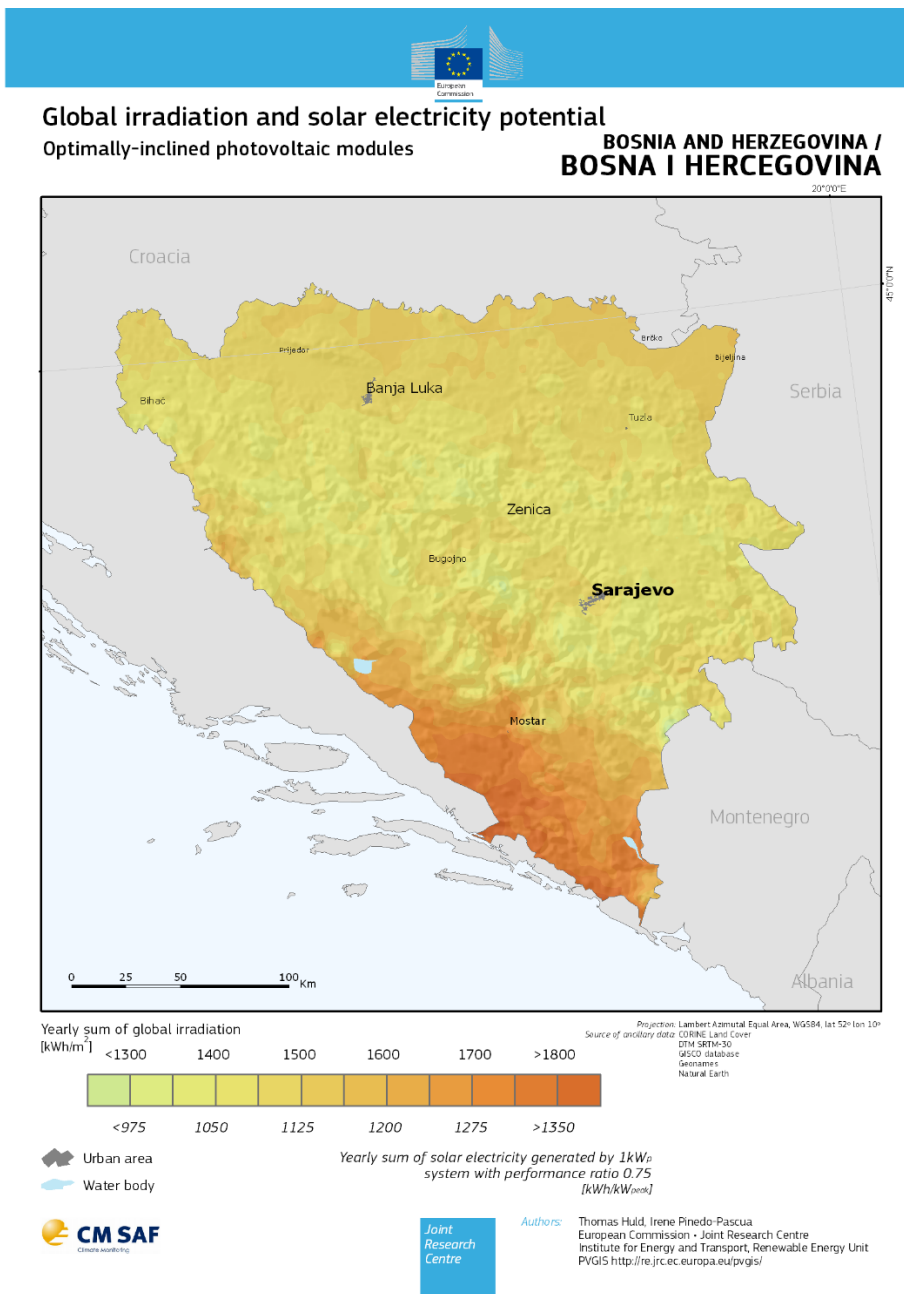 European
Commission
Global irradiation and solar electricity potential
Optimally-inclined photovoltaic modules
BOSNIA AND HERZEGOVINA /
BOSNA I HERCEGOVINA
20°0'0"E
45°0'0"N
Croacia
Serbia
Prijedor
Brčko
Bijeljina
Banja Luka
Bihać
Tuzla
Zenica
Bugojno
Sarajevo
Mostar
Montenegro
Albania
0 25 50 100 Km
Yearly sum of global irradiation
[kWh/m²]
<1300 1400 1500 1600 1700 >1800
<975 1050 1125 1200 1275 >1350
Projection: Lambert Azimutal Equal Area, WGS84, lat 52º lon 10º
Source of ancillary data: CORINE Land Cover
DTM SRTM-30
GISCO database
Geonames
Natural Earth
Urban area
Water body
Yearly sum of solar electricity generated by 1kWp
system with performance ratio 0.75
[kWh/kWpeak]
CM SAF
Climate Monitoring
Joint
Research
Centre
Authors: Thomas Huld, Irene Pinedo-Pascua
European Commission • Joint Research Centre
Institute for Energy and Transport, Renewable Energy Unit
PVGIS http://re.jrc.ec.europa.eu/pvgis/